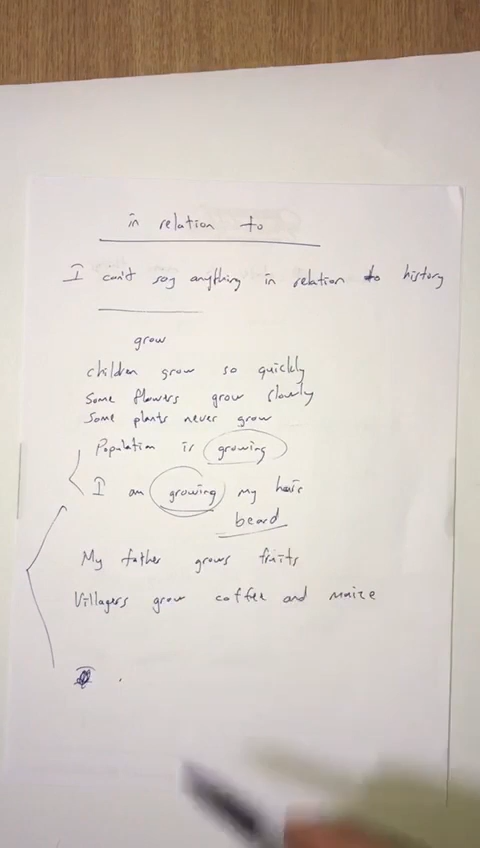 in relation to
I can't say anything in relation to history
grow
children grow so quickly
Some flowers grow slowly
Some plants never grow
Population is growing
I am growing my hair
beard
My father grows fruits
Villagers grow coffee and maize